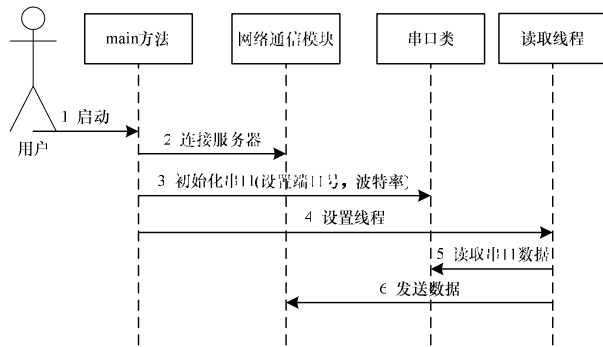 main方法
网络通信模块
串口类
读取线程
1 启动
用户
2 连接服务器
3 初始化串口(设置端口号，波特率)
4 设置线程
5 读取串口数据
6 发送数据